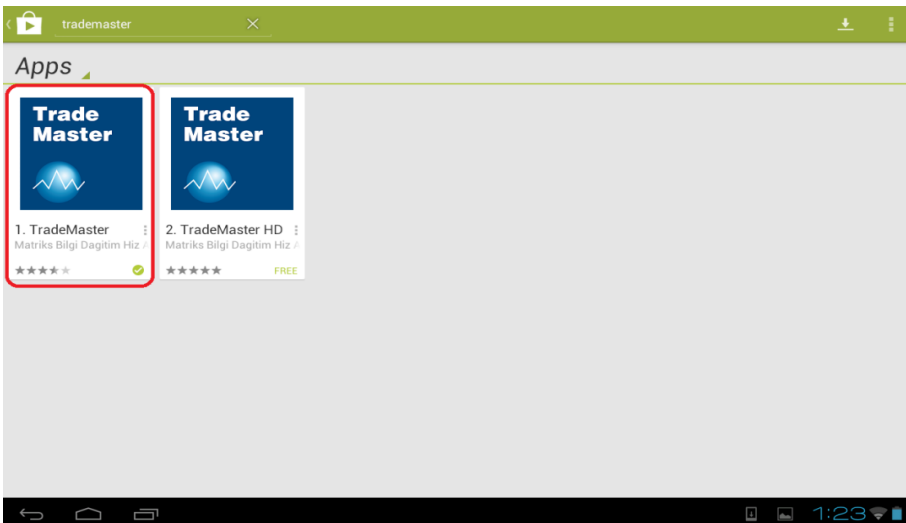 trademaster
Apps
Trade
Master
1. TradeMaster
Matriks Bilgi Dagitim Hiz A
Trade
Master
2. TradeMaster HD
Matriks Bilgi Dagitim Hiz A
FREE
1:23